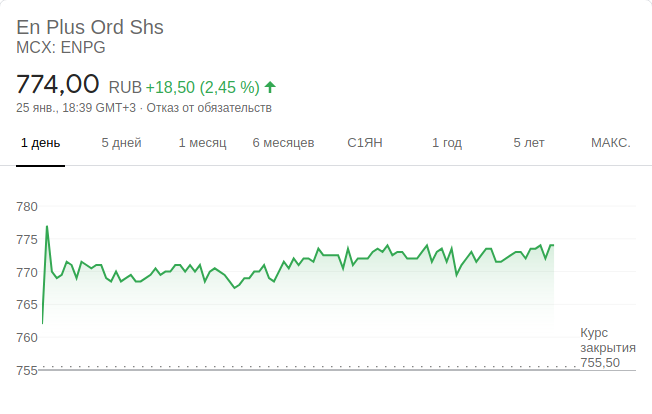 En Plus Ord Shs
MCX: ENPG
774,00 RUB +18,50 (2,45 %)
25 янв., 18:39 GMT+3 · Отказ от обязательств
1 день 5 дней 1 месяц 6 месяцев С1ЯН 1 год 5 лет МАКС.
780
775
770
765
760
755
Курс
закрытия
755,50